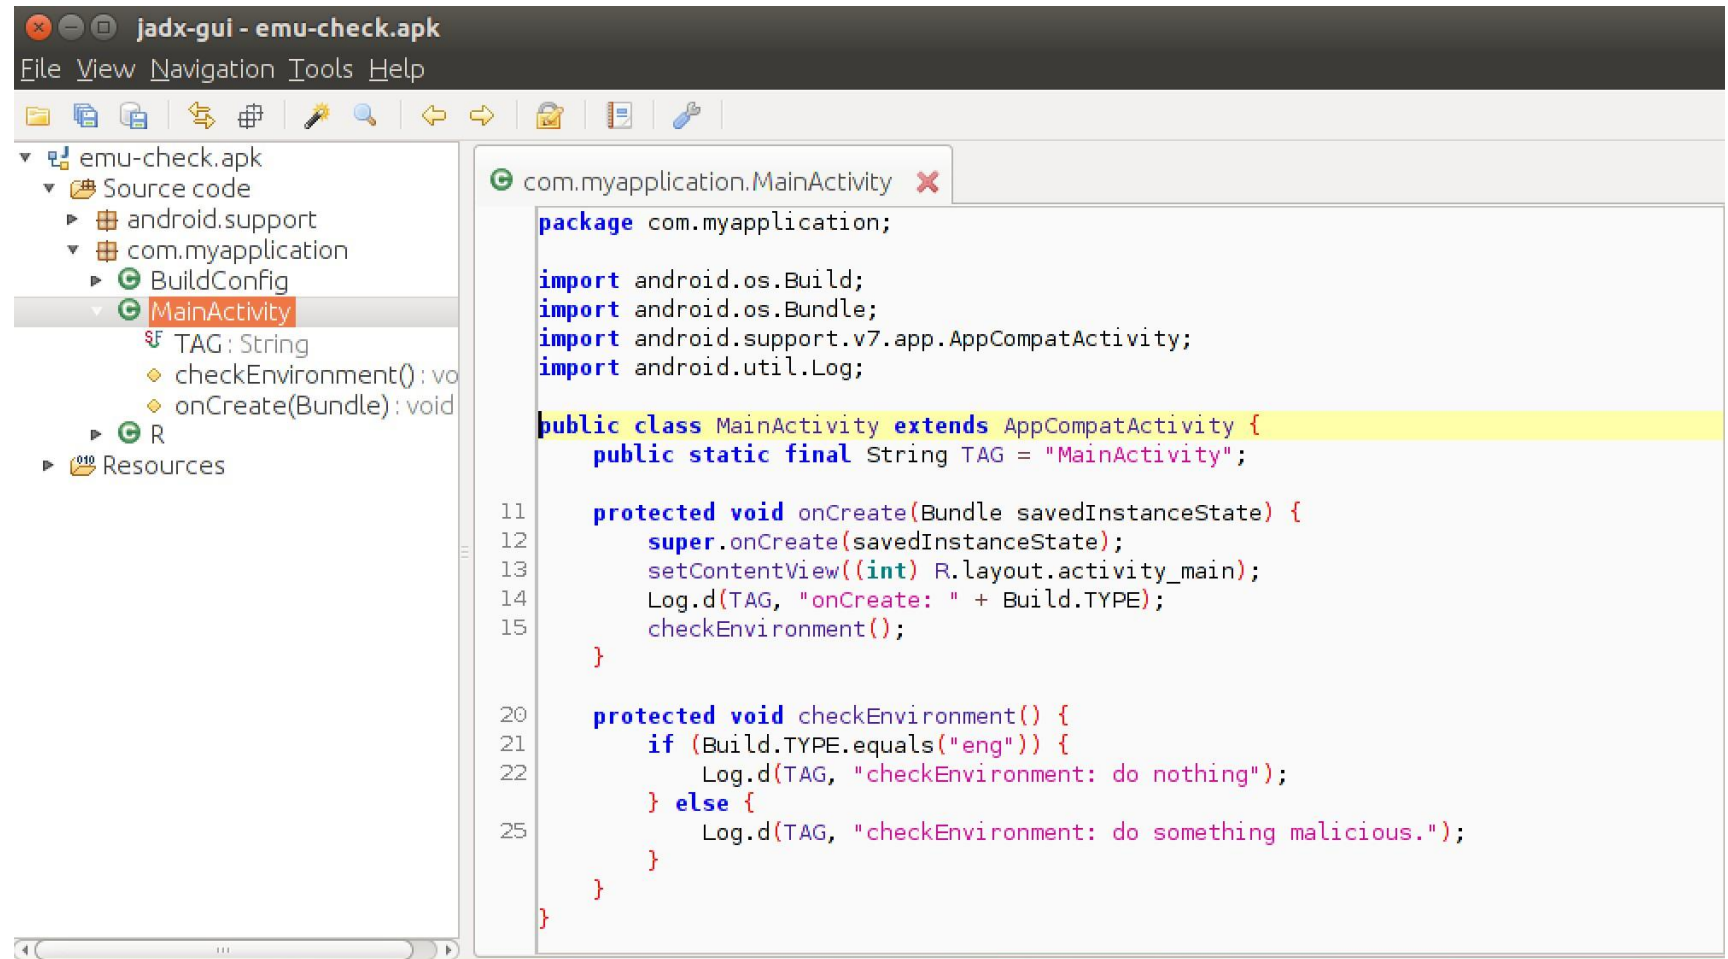 jadx-gui - emu-check.apk
File View Navigation Tools Help
emu-check.apk
Source code
android.support
com.myapplication
BuildConfig
MainActivity
TAG : String
checkEnvironment() : vo
onCreate(Bundle) : void
R
Resources
com.myapplication.MainActivity
package com.myapplication;
import android.os.Build;
import android.os.Bundle;
import android.support.v7.app.AppCompatActivity;
import android.util.Log;
public class MainActivity extends AppCompatActivity {
public static final String TAG = "MainActivity";
11 protected void onCreate(Bundle savedInstanceState) {
12 super.onCreate(savedInstanceState);
13 setContentView((int) R.layout.activity_main);
14 Log.d(TAG, "onCreate: " + Build.TYPE);
15 checkEnvironment();
}
20 protected void checkEnvironment() {
21 if (Build.TYPE.equals("eng")) {
22 Log.d(TAG, "checkEnvironment: do nothing");
} else {
25 Log.d(TAG, "checkEnvironment: do something malicious.");
}
}
}